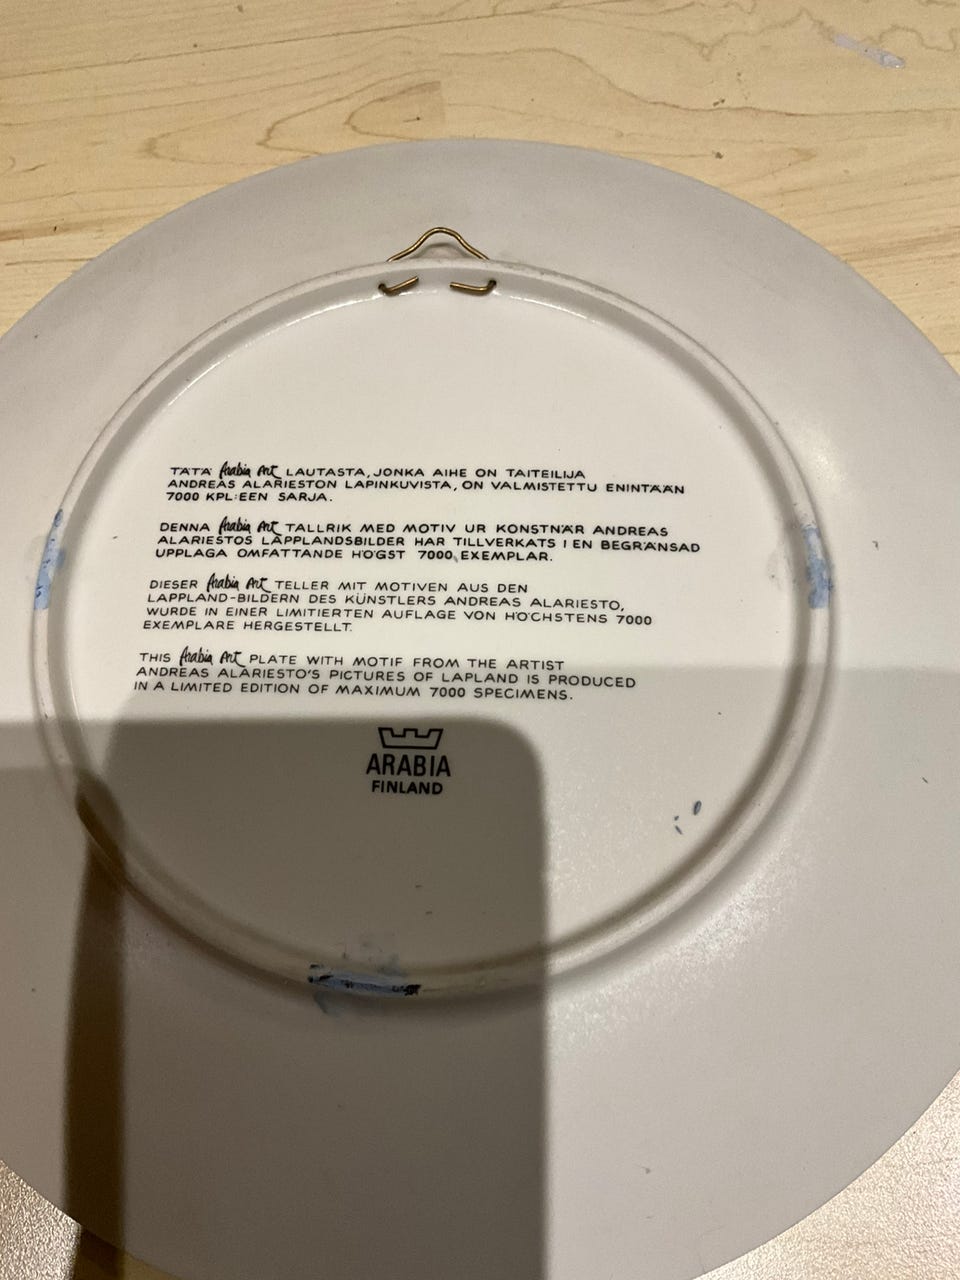 TÄTÄ Arabia Art LAUTASTA, JONKA AIHE ON TAITEILIJA
ANDREAS ALARIESTON LAPINKUVISTA, ON VALMISTETTU ENINTÄÄN
7000 KPL:EEN SARJA.
DENNA Arabia Art TALLRIK MED MOTIV UR KONSTNÄR ANDREAS
ALARIESTOS LAPPLANDSBILDER HAR TILLVERKATS I EN BEGRÄNSAD
UPPLAGA OMFATTANDE HÖGST 7000 EXEMPLAR.
DIESER Arabia Art TELLER MIT MOTIVEN AUS DEN
LAPPLAND-BILDERN DES KÜNSTLERS ANDREAS ALARIESTO,
WURDE IN EINER LIMITIERTEN AUFLAGE VON HÖCHSTENS 7000
EXEMPLARE HERGESTELLT.
THIS Arabia Art PLATE WITH MOTIF FROM THE ARTIST
ANDREAS ALARIESTO'S PICTURES OF LAPLAND IS PRODUCED
IN A LIMITED EDITION OF MAXIMUM 7000 SPECIMENS.
ARABIA
FINLAND